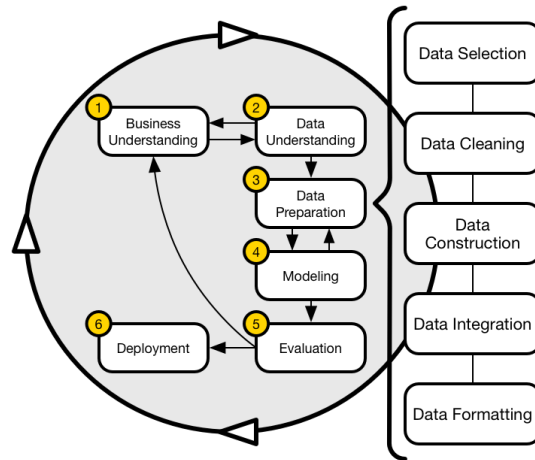 1
Business
Understanding
2
Data
Understanding
3
Data
Preparation
4
Modeling
5
Evaluation
6
Deployment
Data Selection
Data Cleaning
Data
Construction
Data Integration
Data Formatting